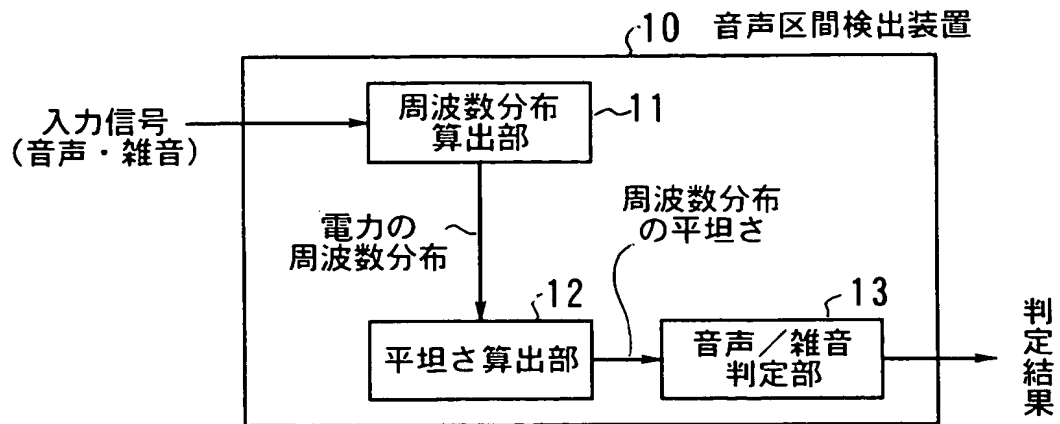 10 音声区間検出装置
入力信号
（音声・雑音）
周波数分布
算出部
11
電力の
周波数分布
周波数分布
の平坦さ
12
平坦さ算出部
13
音声／雑音
判定部
判定結果